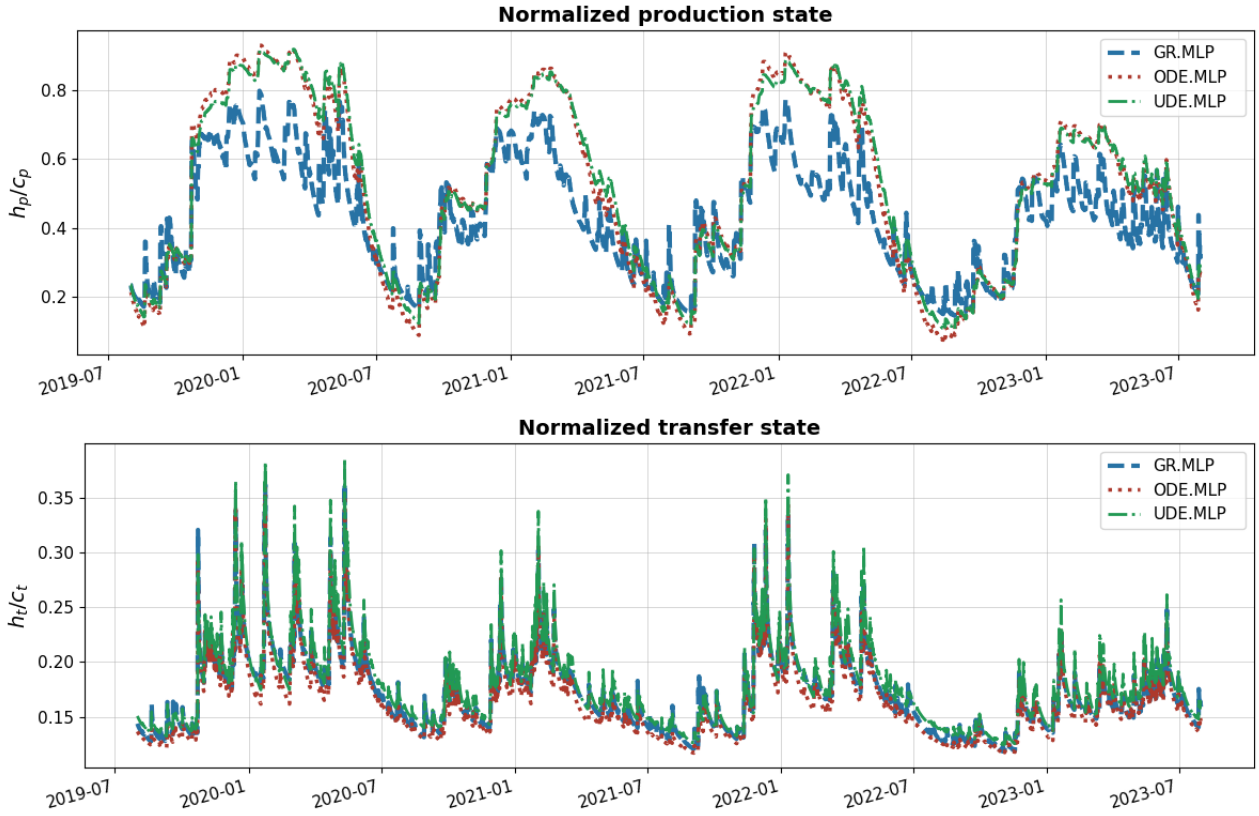 Normalized production state
h_p/c_p
0.8
0.6
0.4
0.2
GR.MLP
ODE.MLP
UDE.MLP
2019-07
2020-01
2020-07
2021-01
2021-07
2022-01
2022-07
2023-01
2023-07
Normalized transfer state
h_t/c_t
0.35
0.30
0.25
0.20
0.15
GR.MLP
ODE.MLP
UDE.MLP
2019-07
2020-01
2020-07
2021-01
2021-07
2022-01
2022-07
2023-01
2023-07